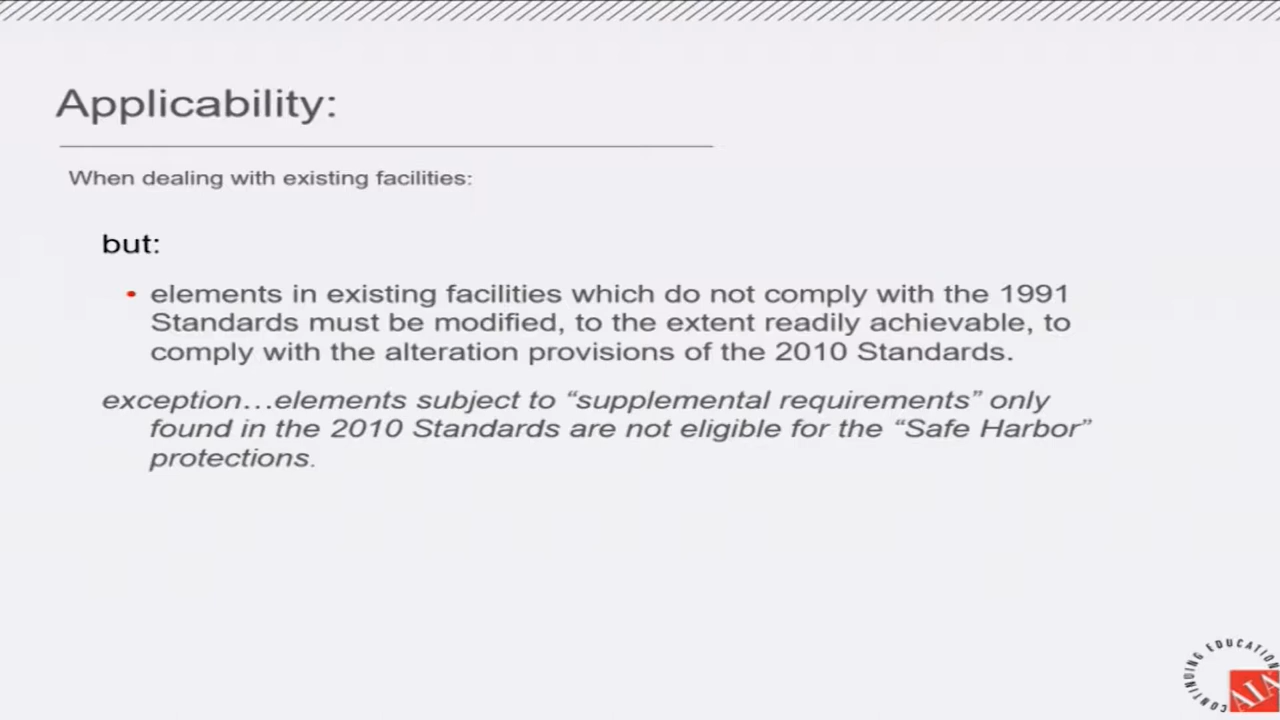 Applicability:
When dealing with existing facilities:
but:
• elements in existing facilities which do not comply with the 1991
Standards must be modified, to the extent readily achievable, to
comply with the alteration provisions of the 2010 Standards.
exception…elements subject to “supplemental requirements” only
found in the 2010 Standards are not eligible for the “Safe Harbor”
protections.
CONTINUING EDUCATION
AIA